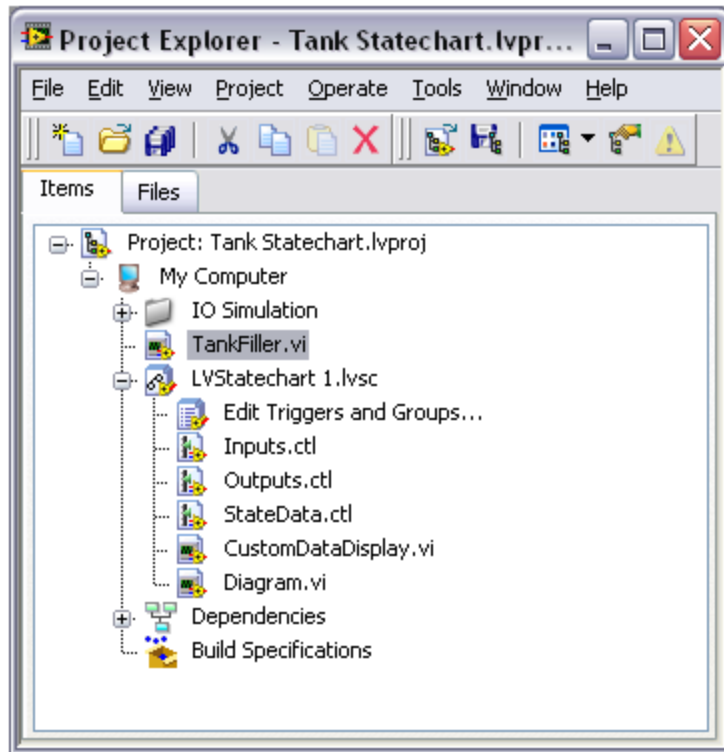 Project Explorer - Tank Statechart.lvpr...
File Edit View Project Operate Tools Window Help
Items Files
Project: Tank Statechart.lvproj
My Computer
IO Simulation
TankFiller.vi
LVStatechart 1.lvsc
Edit Triggers and Groups...
Inputs.ctl
Outputs.ctl
StateData.ctl
CustomDataDisplay.vi
Diagram.vi
Dependencies
Build Specifications